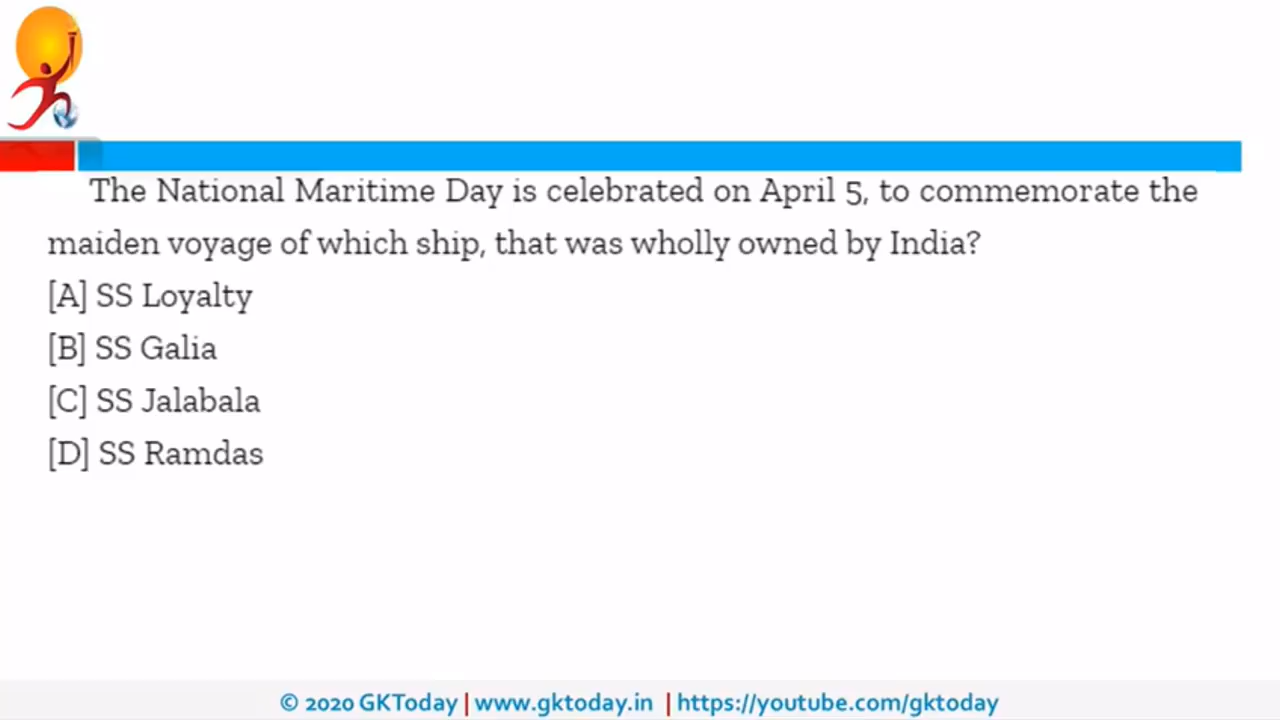 The National Maritime Day is celebrated on April 5, to commemorate the
maiden voyage of which ship, that was wholly owned by India?
[A] SS Loyalty
[B] SS Galia
[C] SS Jalabala
[D] SS Ramdas
© 2020 GKToday | www.gktoday.in | https://youtube.com/gktoday